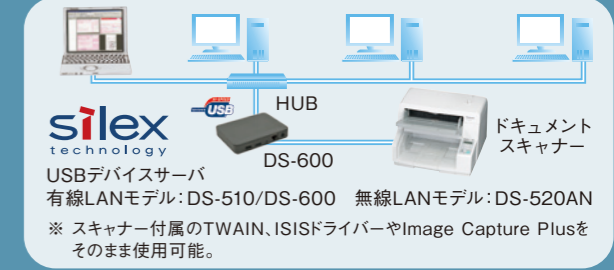 HUB
USB
silex
technology
DS-600
ドキュメント
スキャナー
USBデバイスサーバ
有線LANモデル：DS-510/DS-600　無線LANモデル：DS-520AN
※ スキャナー付属のTWAIN、ISISドライバーやImage Capture Plusを
そのまま使用可能。